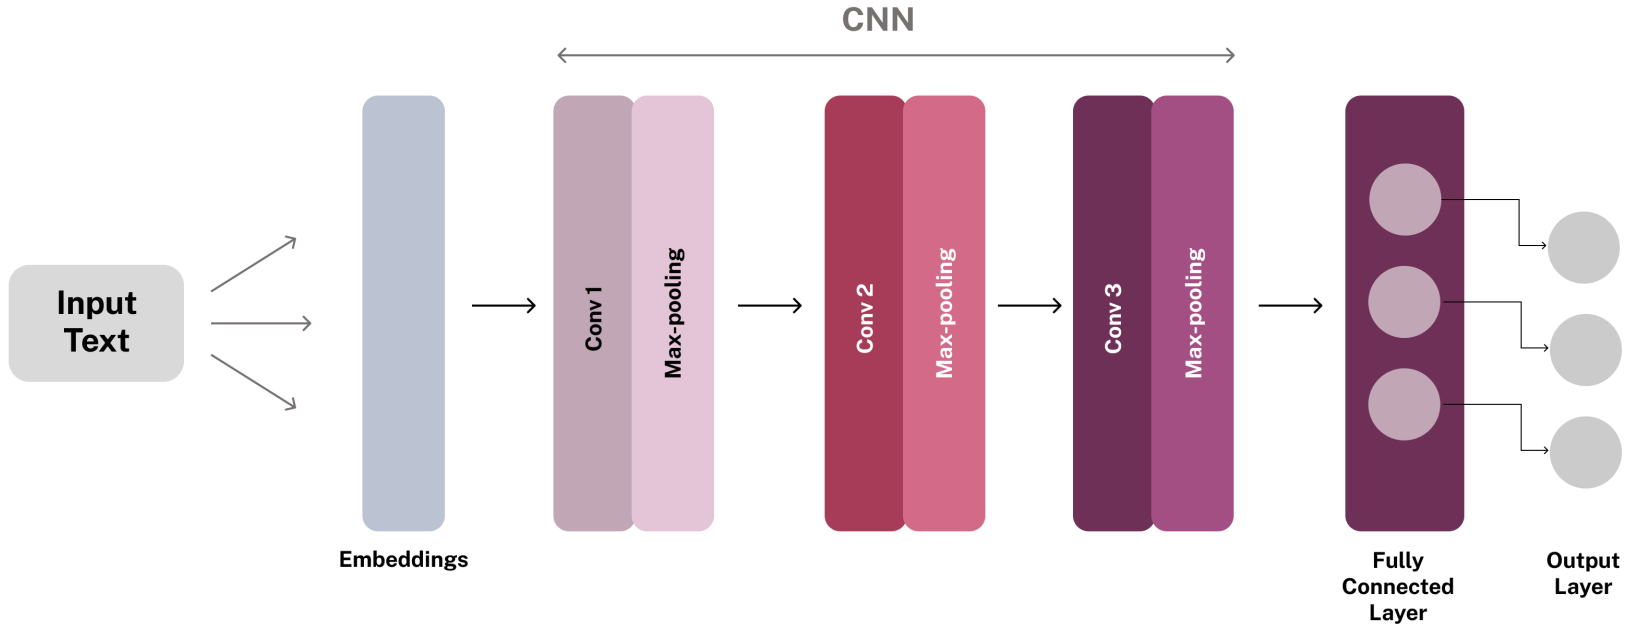 CNN
Input
Text
Embeddings
Conv 1
Max-pooling
Conv 2
Max-pooling
Conv 3
Max-pooling
Fully
Connected
Layer
Output
Layer